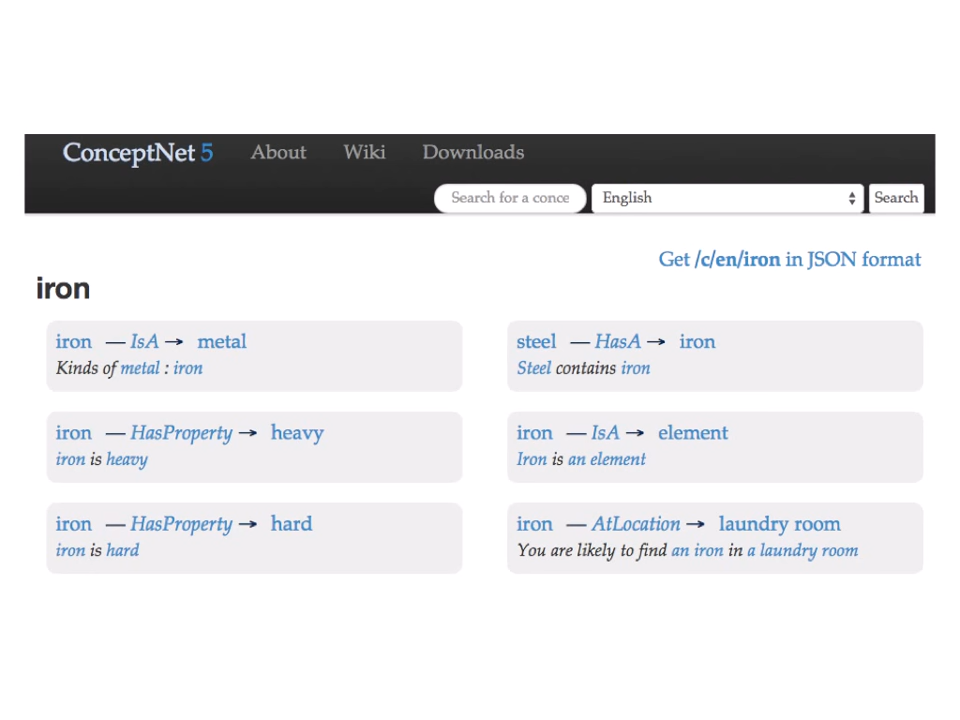 ConceptNet 5 About Wiki Downloads
Search for a conce English Search
Get /c/en/iron in JSON format
iron
iron — IsA → metal
Kinds of metal : iron
steel — HasA → iron
Steel contains iron
iron — HasProperty → heavy
iron is heavy
iron — IsA → element
Iron is an element
iron — HasProperty → hard
iron is hard
iron — AtLocation → laundry room
You are likely to find an iron in a laundry room